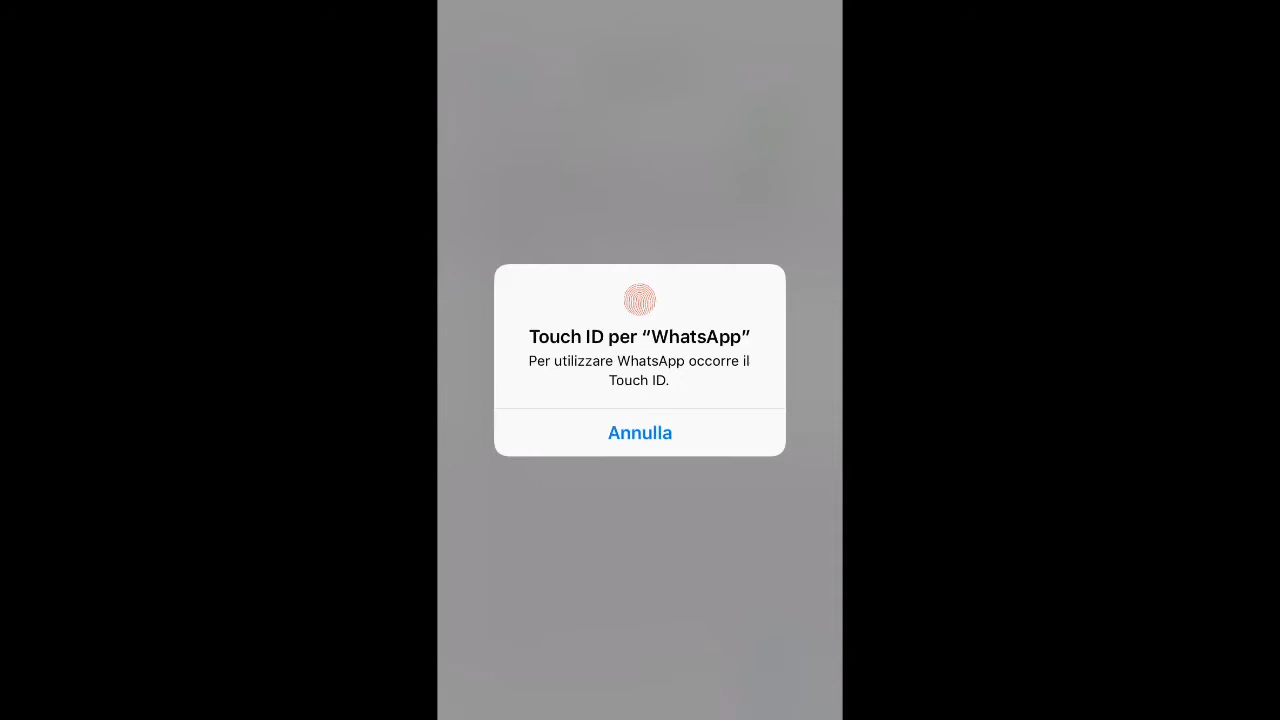 Touch ID per “WhatsApp”
Per utilizzare WhatsApp occorre il
Touch ID.
Annulla